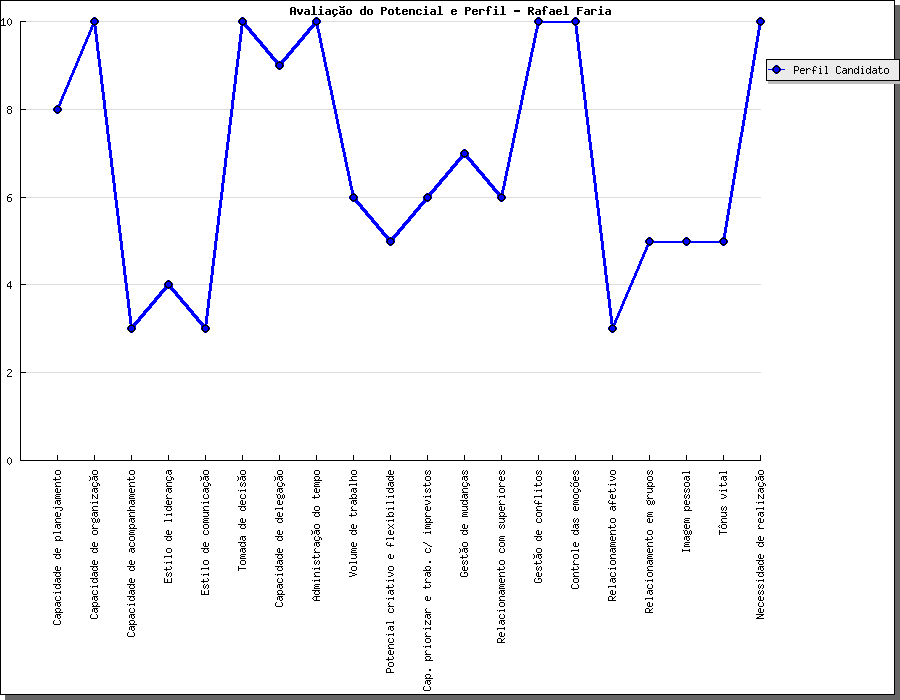 Avaliação do Potencial e Perfil - Rafael Faria
10
8
6
4
2
0
Perfil Candidato
Capacidade de planejamento
Capacidade de organização
Capacidade de acompanhamento
Estilo de liderança
Estilo de comunicação
Tomada de decisão
Capacidade de delegação
Administração do tempo
Volume de trabalho
Potencial criativo e flexibilidade
Cap. priorizar e trab. c/ imprevistos
Gestão de mudanças
Relacionamento com superiores
Gestão de conflitos
Controle das emoções
Relacionamento afetivo
Relacionamento em grupos
Imagem pessoal
Tônus vital
Necessidade de realização